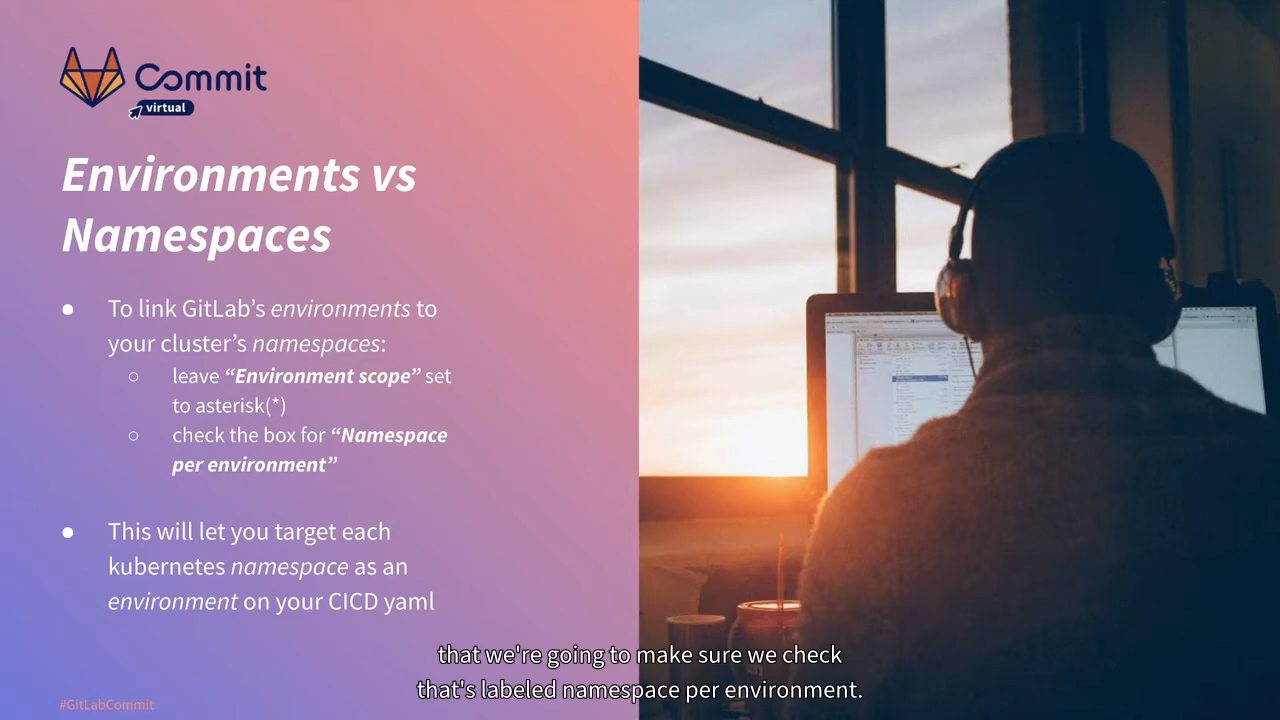 Commit
virtual
Environments vs
Namespaces
● To link GitLab’s environments to
your cluster’s namespaces:
○ leave “Environment scope” set
to asterisk(*)
○ check the box for “Namespace
per environment”
● This will let you target each
kubernetes namespace as an
environment on your CICD yaml
that we're going to make sure we check
that's labeled namespace per environment.
#GitLabCommit